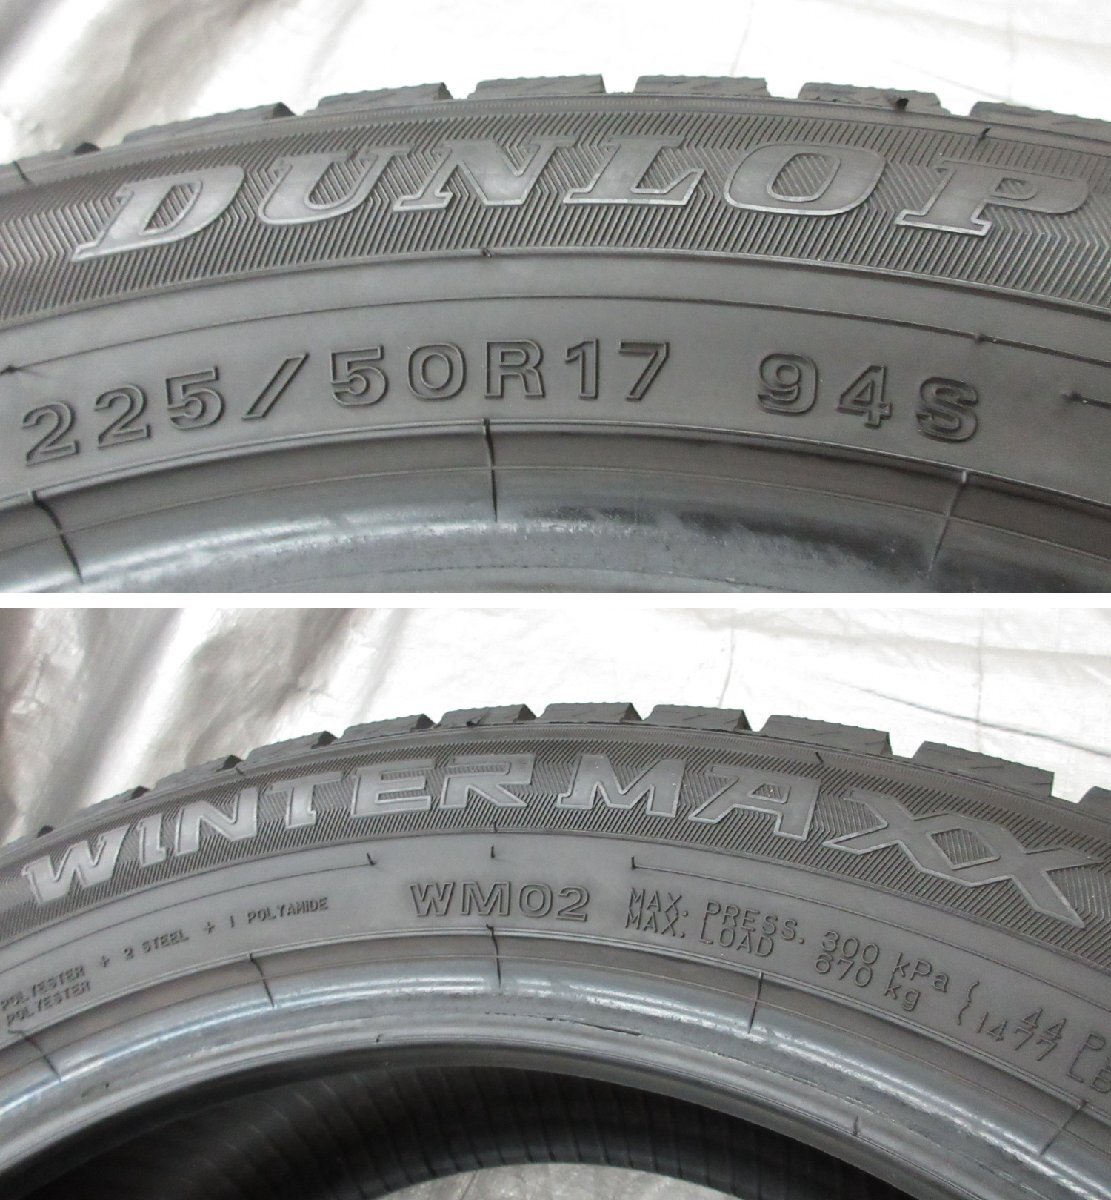 DUNLOP
225/50R17 94S
WINTER MAXX
POLYESTER + 2 STEEL + 1 POLYAMIDE
POLYESTER
WM02
MAX. PRESS. 300 kPa { 44 P
MAX. LOAD 670 kg { 1477 LB